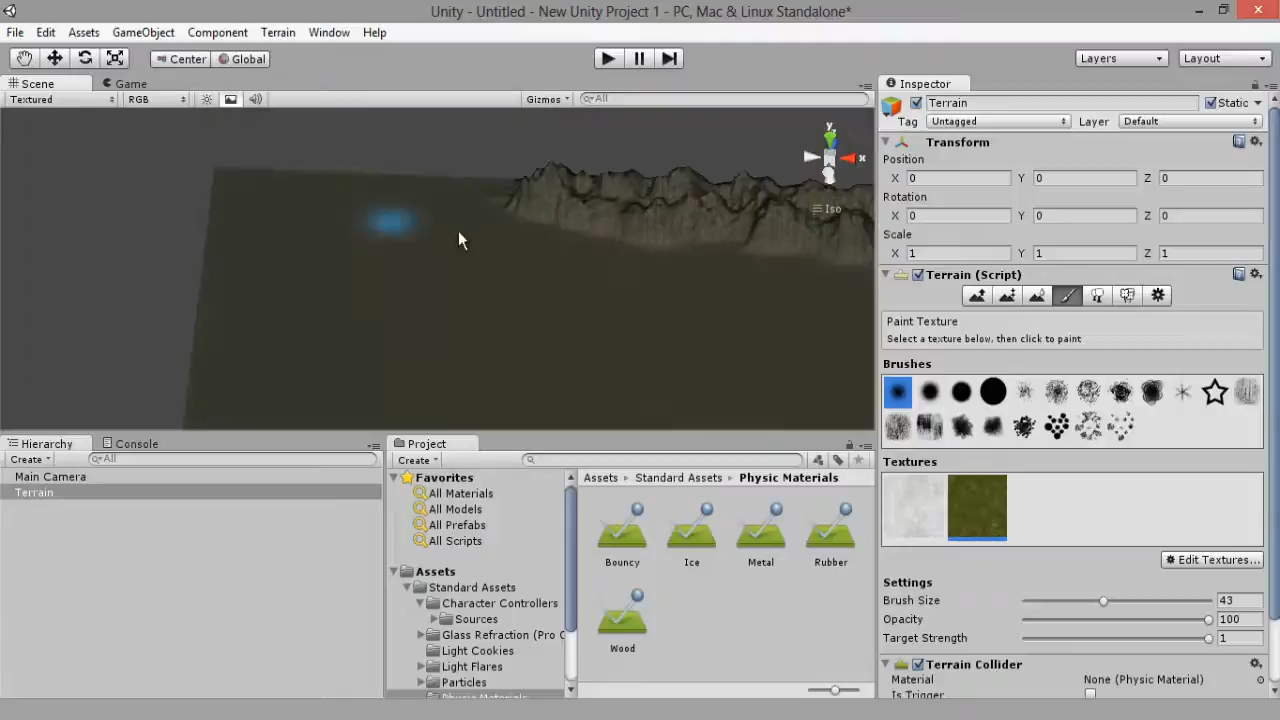 Unity - Untitled - New Unity Project 1 - PC, Mac & Linux Standalone*
File Edit Assets GameObject Component Terrain Window Help
Center Global Layers Layout
Scene Game Inspector
Textured RGB Gizmos All
Terrain Static
Tag Untagged Layer Default
y
x
Iso
Transform
Position
X 0 Y 0 Z 0
Rotation
X 0 Y 0 Z 0
Scale
X 1 Y 1 Z 1
Terrain (Script)
Paint Texture
Select a texture below, then click to paint
Brushes
Textures
Edit Textures...
Settings
Brush Size 43
Opacity 100
Target Strength 1
Terrain Collider
Material None (Physic Material)
Is Trigger
Hierarchy Console
Create All
Main Camera
Terrain
Project
Create
Favorites
All Materials
All Models
All Prefabs
All Scripts
Assets
Standard Assets
Character Controllers
Sources
Glass Refraction (Pro O
Light Cookies
Light Flares
Particles
Physic Materials
Assets Standard Assets Physic Materials
Bouncy Ice Metal Rubber
Wood